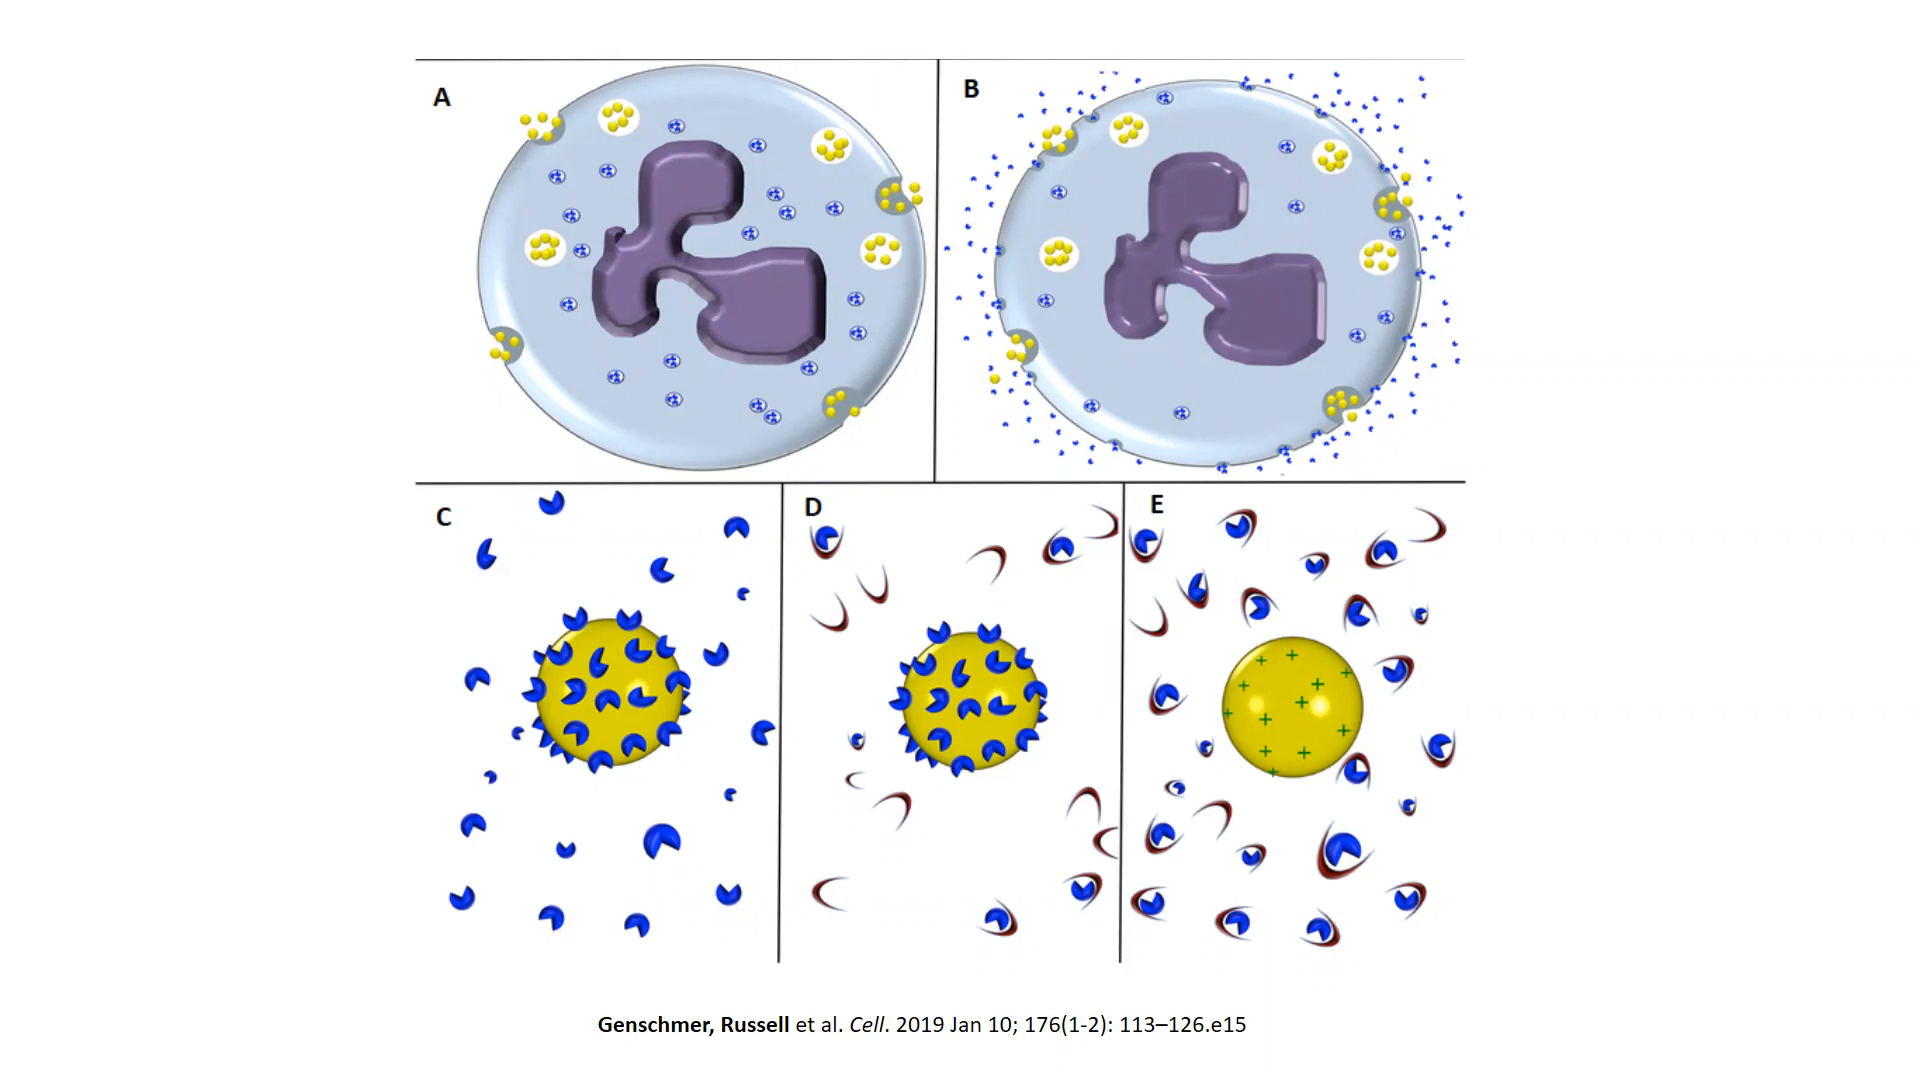 A
B
C
D
E
Genschmer, Russell et al. Cell. 2019 Jan 10; 176(1-2): 113–126.e15